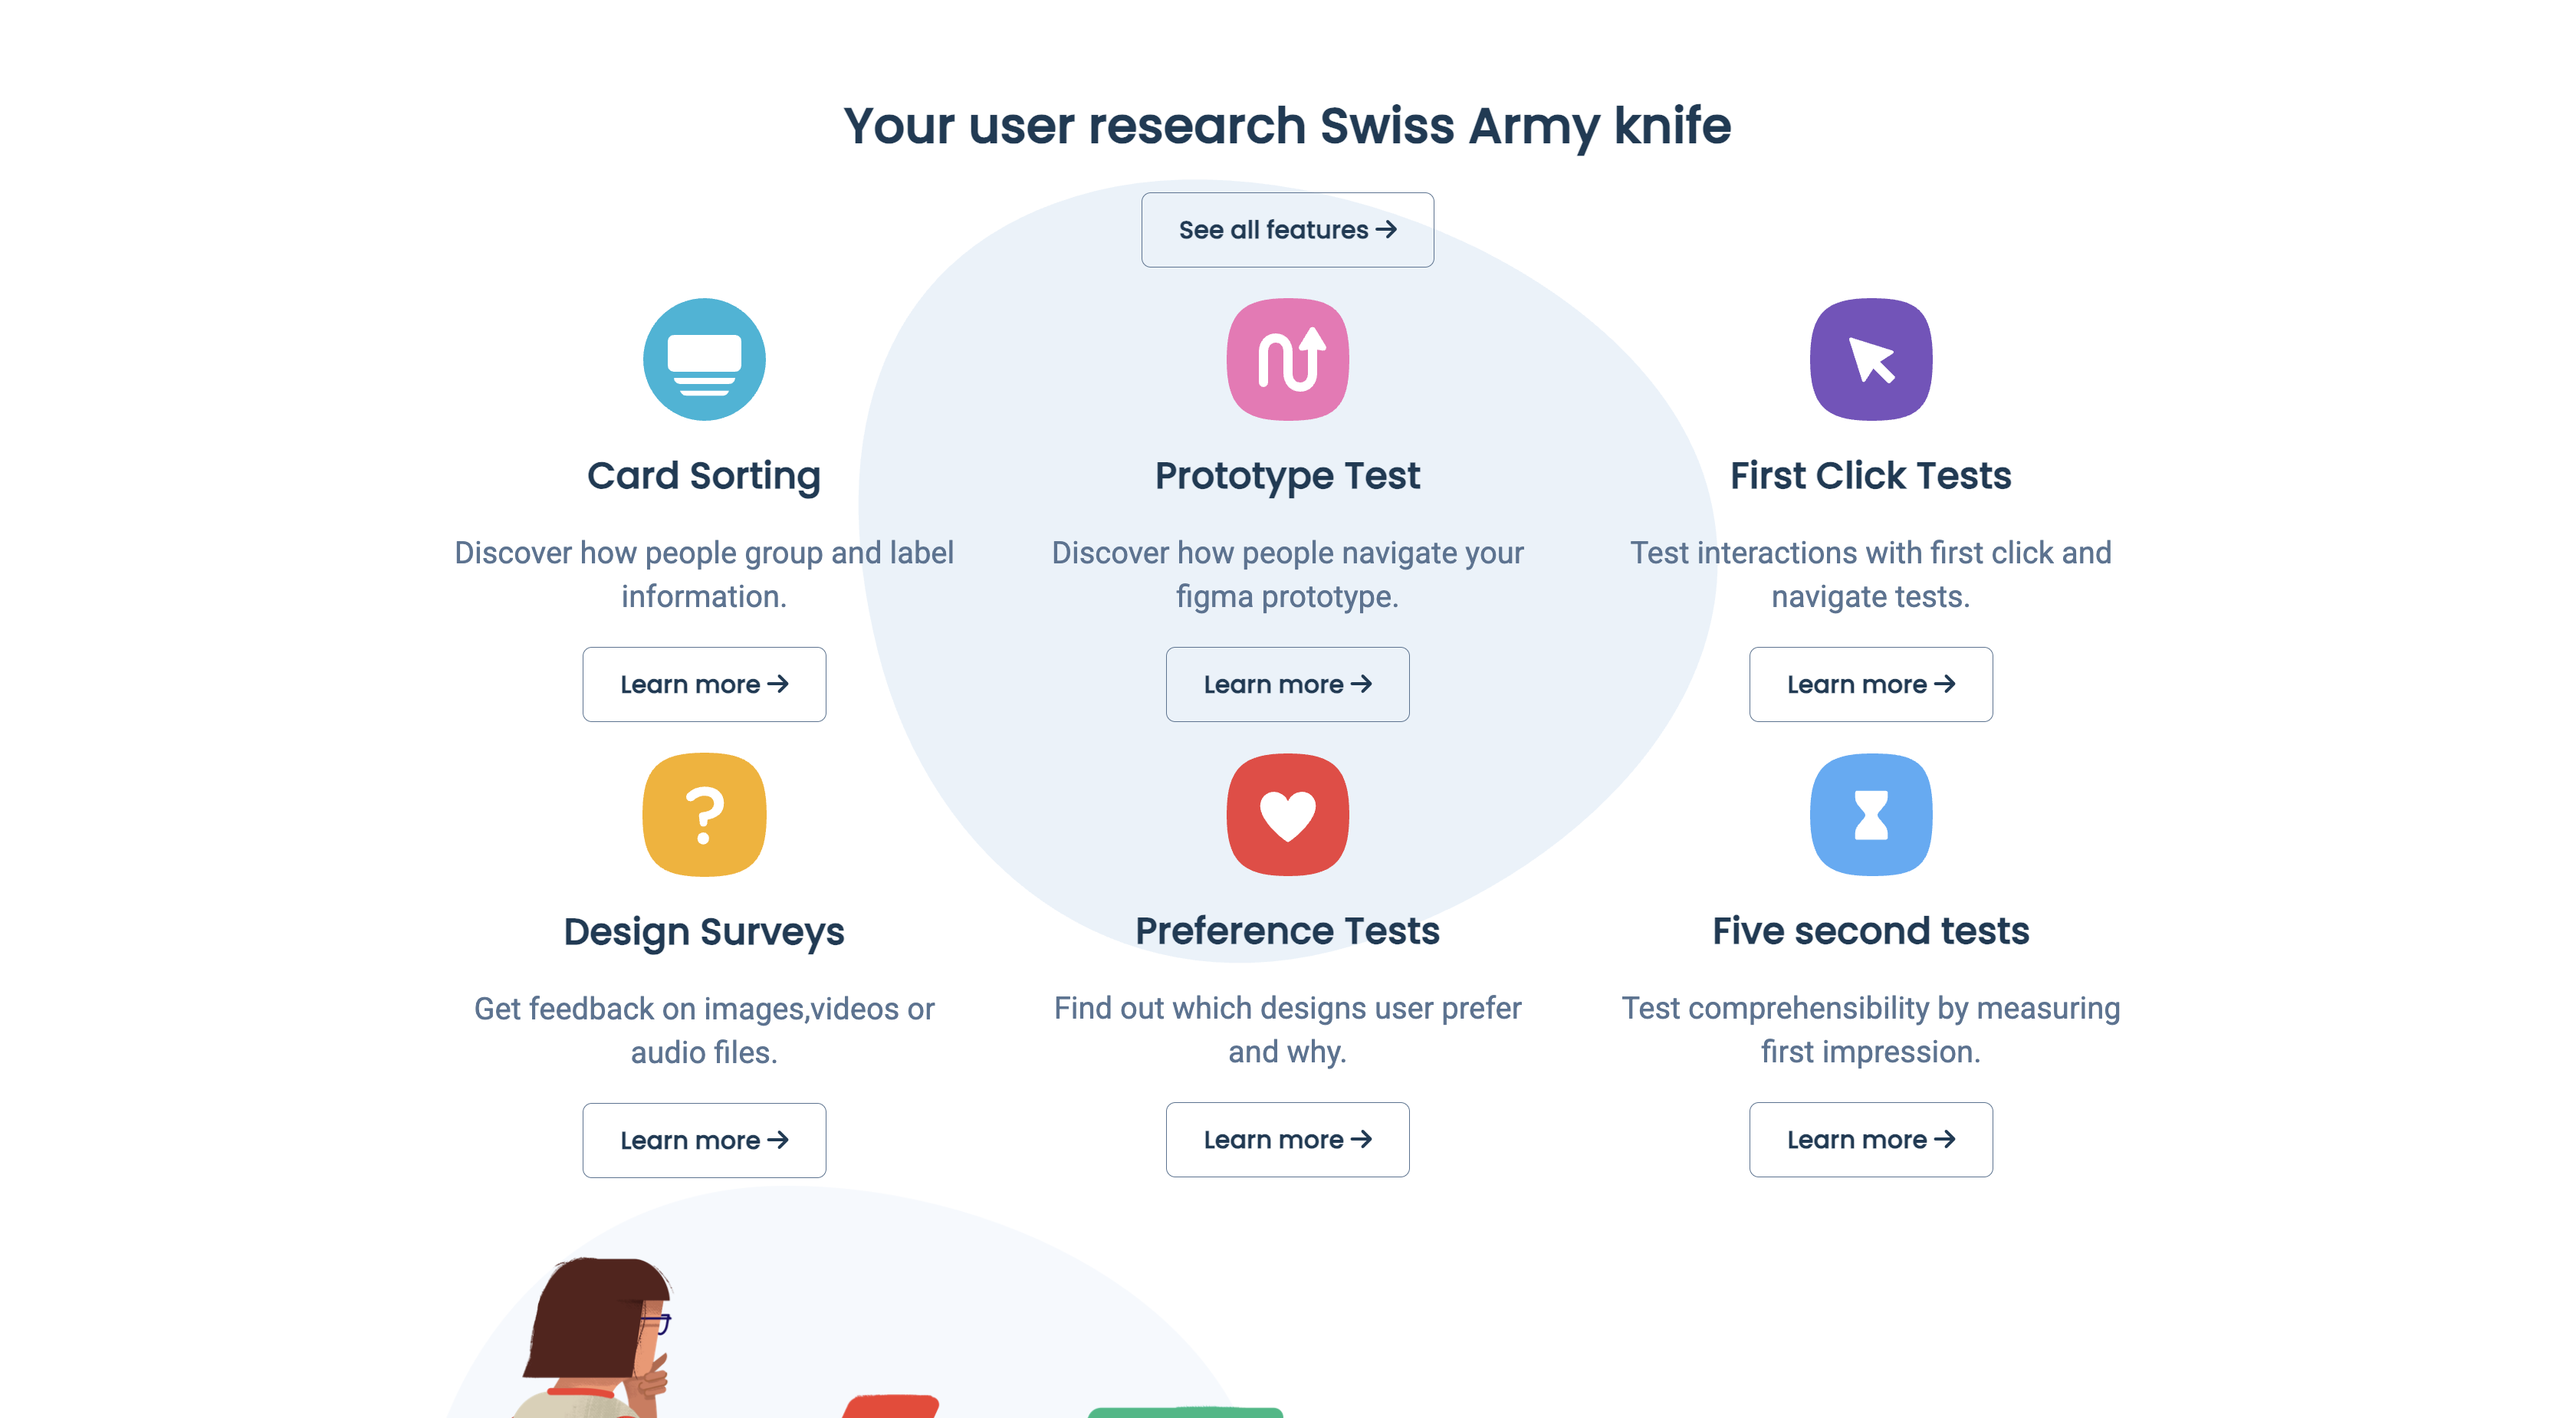 Your user research Swiss Army knife
See all features →
Card Sorting
Discover how people group and label
information.
Learn more →
Prototype Test
Discover how people navigate your
figma prototype.
Learn more →
First Click Tests
Test interactions with first click and
navigate tests.
Learn more →
?
Design Surveys
Get feedback on images,videos or
audio files.
Learn more →
Preference Tests
Find out which designs user prefer
and why.
Learn more →
Five second tests
Test comprehensibility by measuring
first impression.
Learn more →